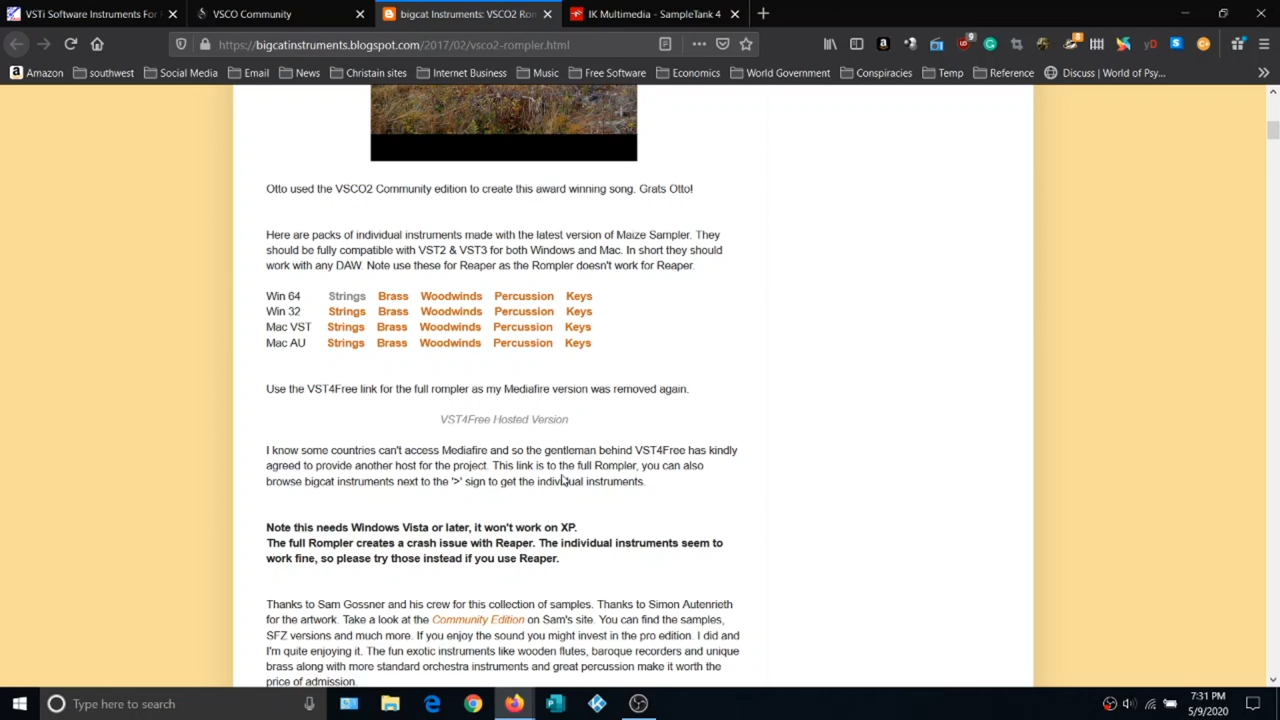 VSTi Software Instruments For
VSCO Community
bigcat Instruments: VSCO2 Rom
IK Multimedia - SampleTank 4
https://bigcatinstruments.blogspot.com/2017/02/vsco2-rompler.html
Amazon southwest Social Media Email News Christain sites Internet Business Music Free Software Economics World Government Conspiracies Temp Reference Discuss | World of Psy...
Otto used the VSCO2 Community edition to create this award winning song. Grats Otto!
Here are packs of individual instruments made with the latest version of Maize Sampler. They
should be fully compatible with VST2 & VST3 for both Windows and Mac. In short they should
work with any DAW. Note use these for Reaper as the Rompler doesn't work for Reaper.
Win 64 Strings Brass Woodwinds Percussion Keys
Win 32 Strings Brass Woodwinds Percussion Keys
Mac VST Strings Brass Woodwinds Percussion Keys
Mac AU Strings Brass Woodwinds Percussion Keys
Use the VST4Free link for the full rompler as my Mediafire version was removed again.
VST4Free Hosted Version
I know some countries can't access Mediafire and so the gentleman behind VST4Free has kindly
agreed to provide another host for the project. This link is to the full Rompler, you can also
browse bigcat instruments next to the '>' sign to get the individual instruments.
Note this needs Windows Vista or later, it won't work on XP.
The full Rompler creates a crash issue with Reaper. The individual instruments seem to
work fine, so please try those instead if you use Reaper.
Thanks to Sam Gossner and his crew for this collection of samples. Thanks to Simon Autenrieth
for the artwork. Take a look at the Community Edition on Sam's site. You can find the samples,
SFZ versions and much more. If you enjoy the sound you might invest in the pro edition. I did and
I'm quite enjoying it. The fun exotic instruments like wooden flutes, baroque recorders and unique
brass along with more standard orchestra instruments and great percussion make it worth the
price of admission.
Type here to search
7:31 PM
5/9/2020